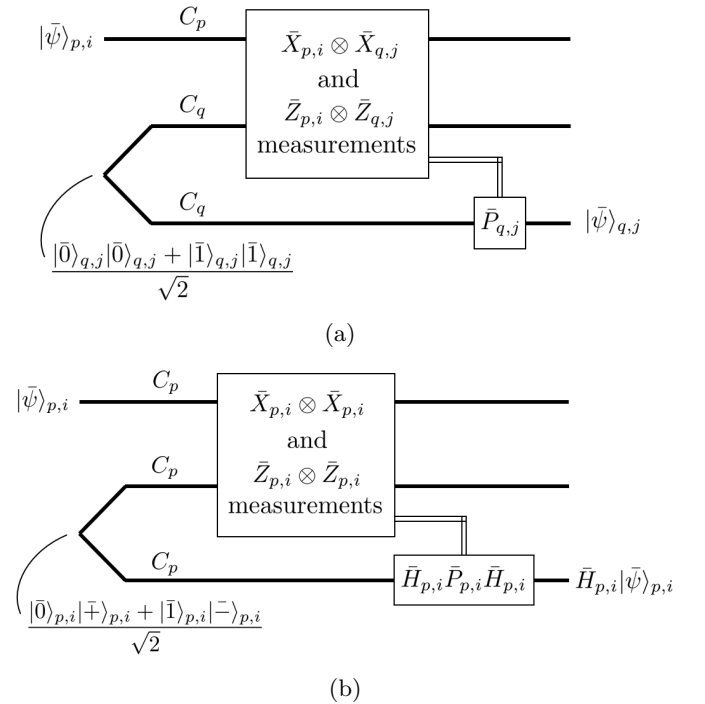 |ψ̄⟩_{p,i}
C_p
X̄_{p,i} ⊗ X̄_{q,j}
and
Z̄_{p,i} ⊗ Z̄_{q,j}
measurements
C_q
C_q
P̄_{q,j}
|ψ̄⟩_{q,j}
|0̄⟩_{q,j}|0̄⟩_{q,j} + |1̄⟩_{q,j}|1̄⟩_{q,j}
√2
(a)
|ψ̄⟩_{p,i}
C_p
X̄_{p,i} ⊗ X̄_{p,i}
and
Z̄_{p,i} ⊗ Z̄_{p,i}
measurements
C_p
C_p
H̄_{p,i}P̄_{p,i}H̄_{p,i}
H̄_{p,i}|ψ̄⟩_{p,i}
|0̄⟩_{p,i}|+̄⟩_{p,i} + |1̄⟩_{p,i}|−̄⟩_{p,i}
√2
(b)